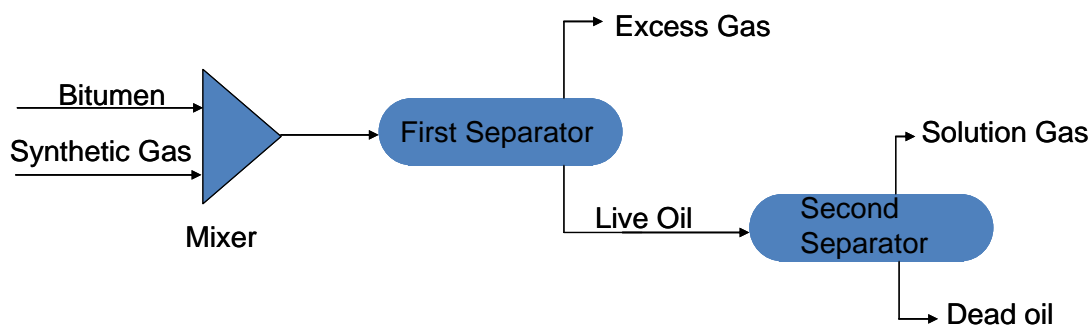 Excess Gas
Bitumen
First Separator
Synthetic Gas
Solution Gas
Live Oil
Second
Separator
Mixer
Dead oil